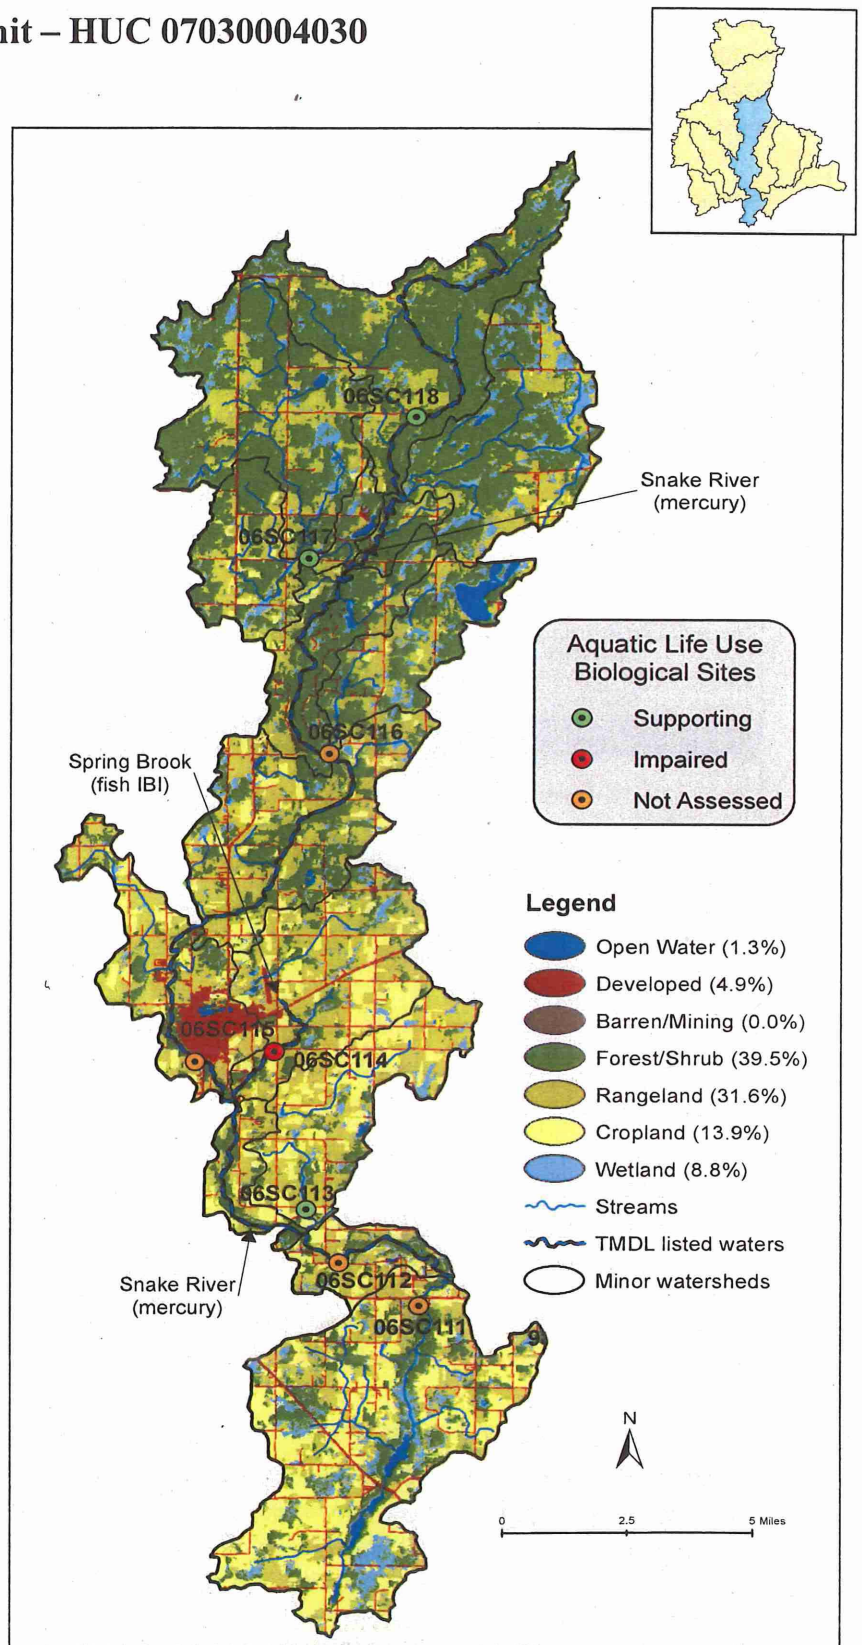 nit – HUC 07030004030
06SC118
Snake River
(mercury)
06SC117
Aquatic Life Use
Biological Sites
Supporting
Impaired
Not Assessed
06SC116
Spring Brook
(fish IBI)
Legend
Open Water (1.3%)
Developed (4.9%)
Barren/Mining (0.0%)
Forest/Shrub (39.5%)
Rangeland (31.6%)
Cropland (13.9%)
Wetland (8.8%)
Streams
TMDL listed waters
Minor watersheds
06SC115
06SC114
06SC113
Snake River
(mercury)
06SC112
06SC111
9
N
0 2.5 5 Miles